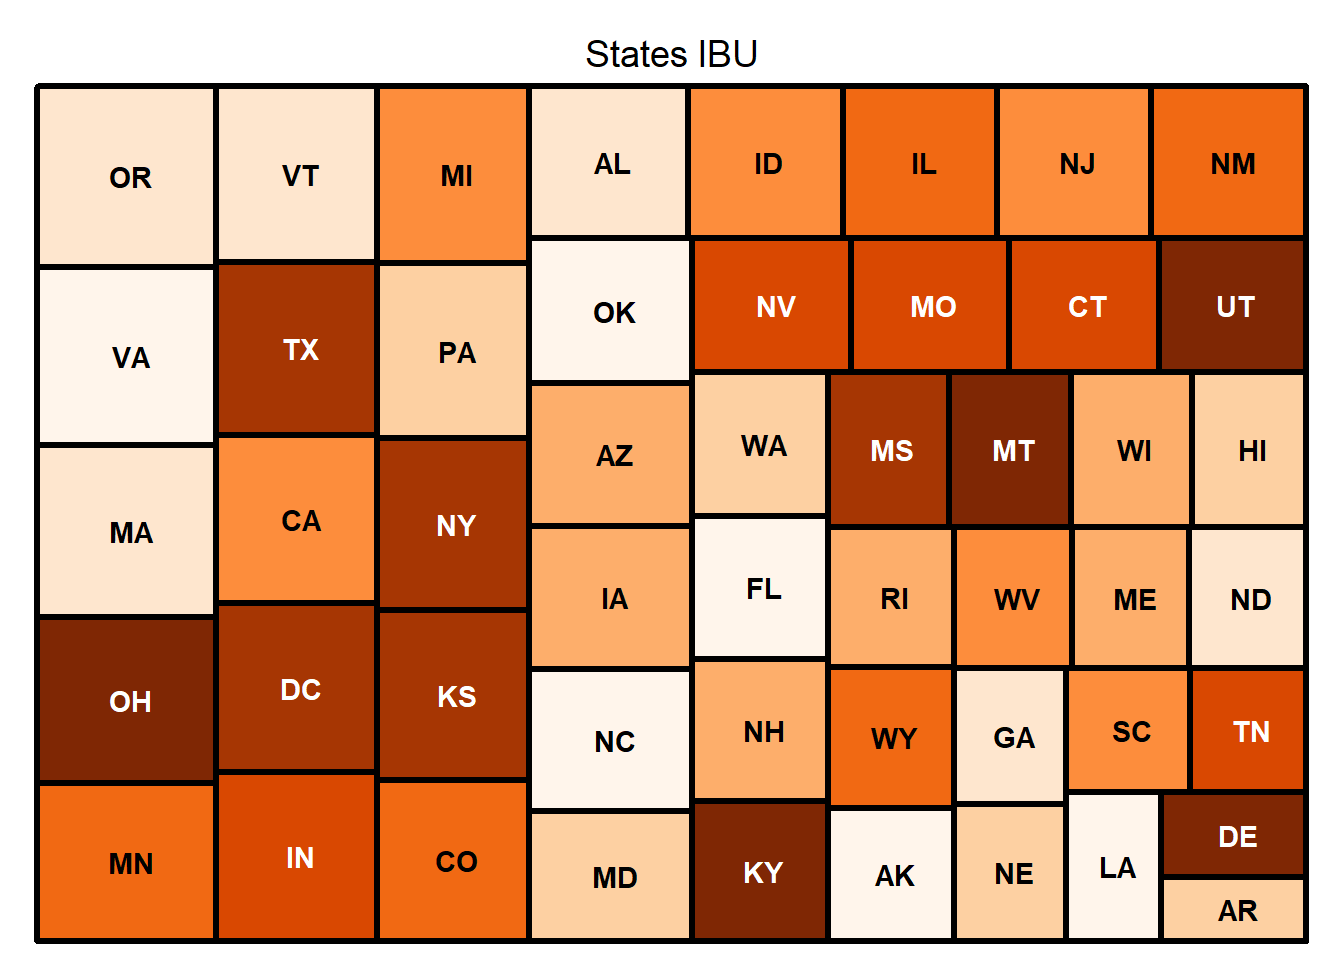 States IBU
OR
VT
MI
AL
ID
IL
NJ
NM
OK
NV
MO
CT
UT
VA
TX
PA
AZ
WA
MS
MT
WI
HI
MA
CA
NY
IA
FL
RI
WV
ME
ND
OH
DC
KS
NC
NH
WY
GA
SC
TN
MN
IN
CO
MD
KY
AK
NE
LA
DE
AR